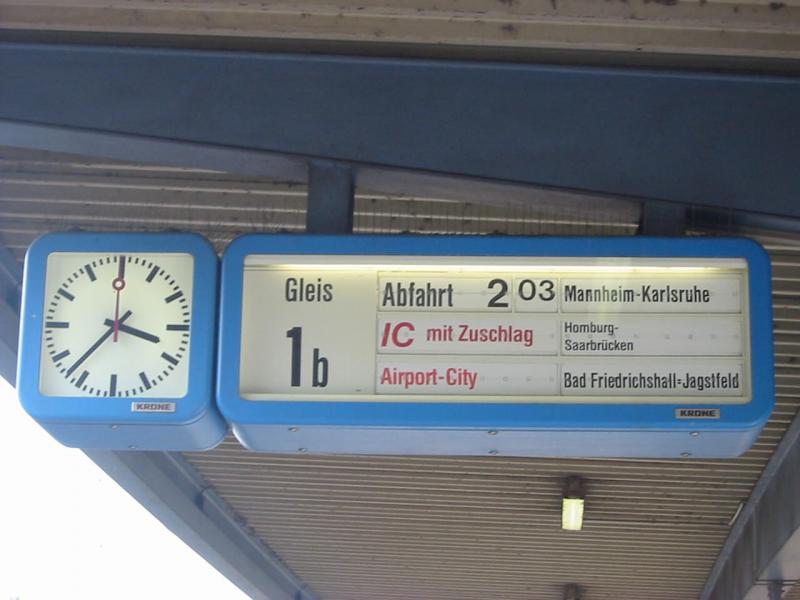 Gleis
1b
Abfahrt 2 03 Mannheim-Karlsruhe
IC mit Zuschlag
Homburg-
Saarbrücken
Airport-City
Bad Friedrichshall=Jagstfeld
KRONE
KRONE